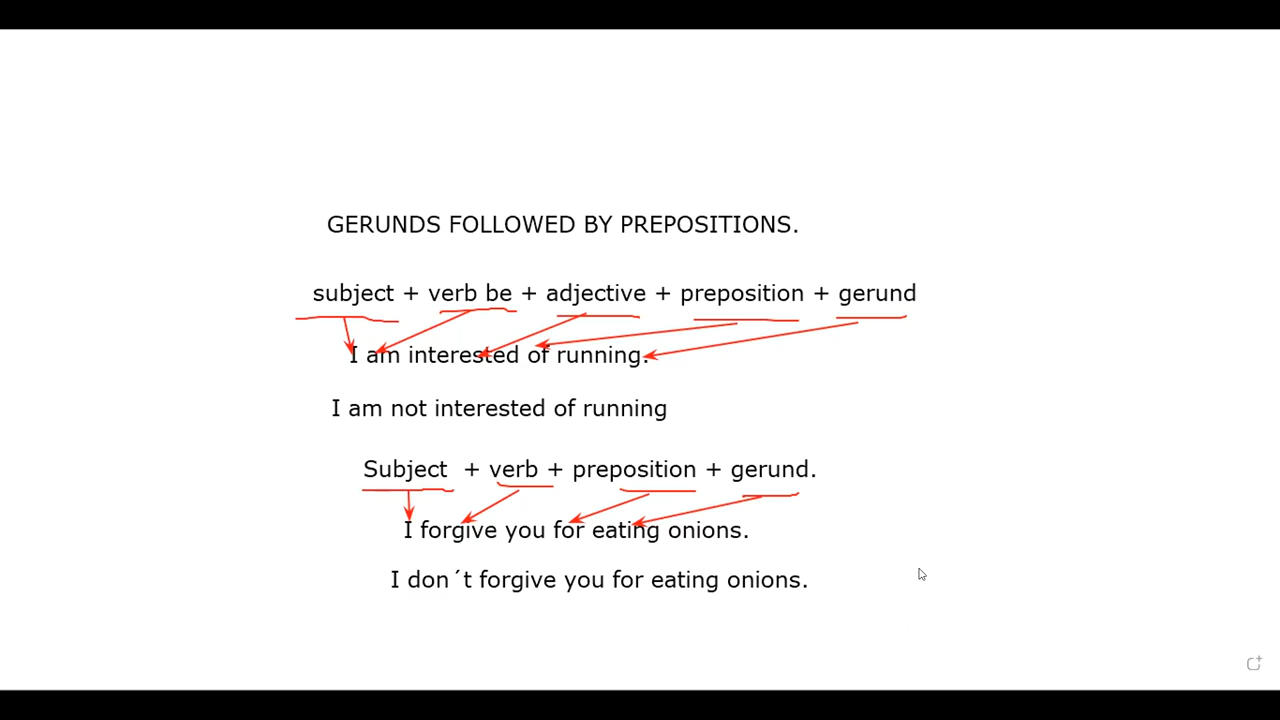 GERUNDS FOLLOWED BY PREPOSITIONS.
subject + verb be + adjective + preposition + gerund
I am interested of running.
I am not interested of running
Subject + verb + preposition + gerund.
I forgive you for eating onions.
I don´t forgive you for eating onions.